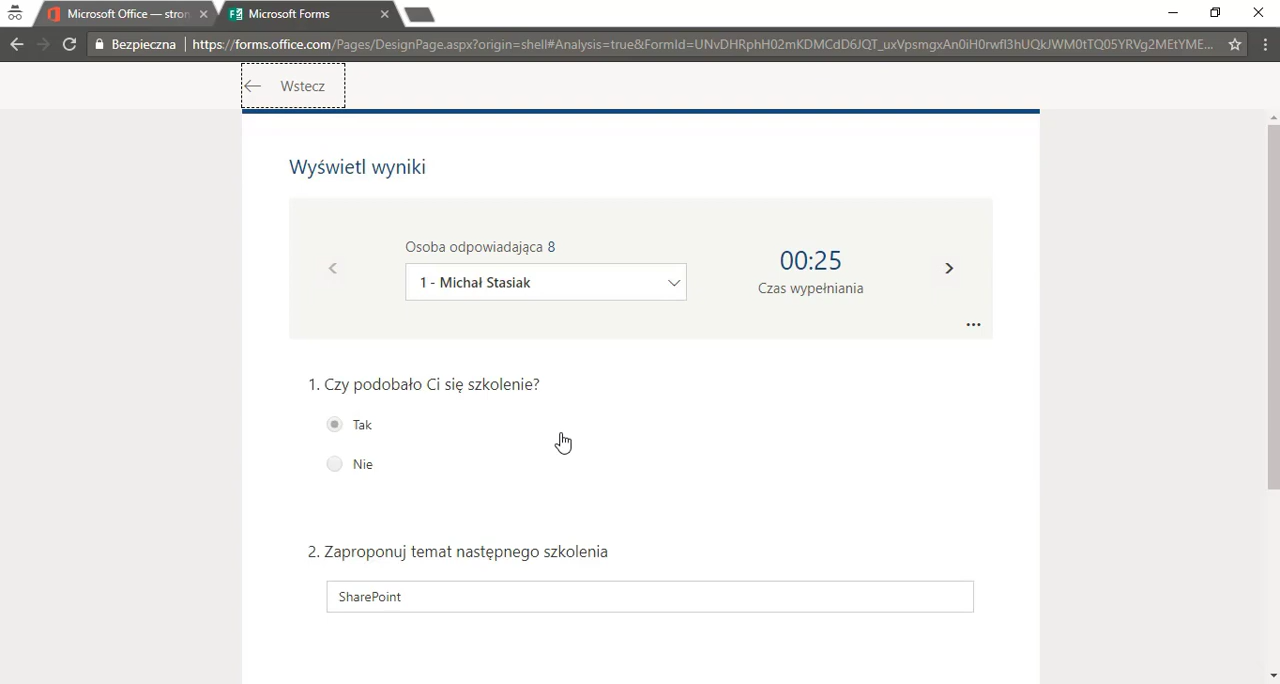 Microsoft Office — stron
Microsoft Forms
Bezpieczna
https://forms.office.com/Pages/DesignPage.aspx?origin=shell#Analysis=true&FormId=UNvDHRphH02mKDMCdD6JQT_uxVpsmgxAn0iH0rwfl3hUQkJWM0tTQ05YRVg2MEtYME...
Wstecz
Wyświetl wyniki
Osoba odpowiadająca 8
1 - Michał Stasiak
00:25
Czas wypełniania
1. Czy podobało Ci się szkolenie?
Tak
Nie
2. Zaproponuj temat następnego szkolenia
SharePoint